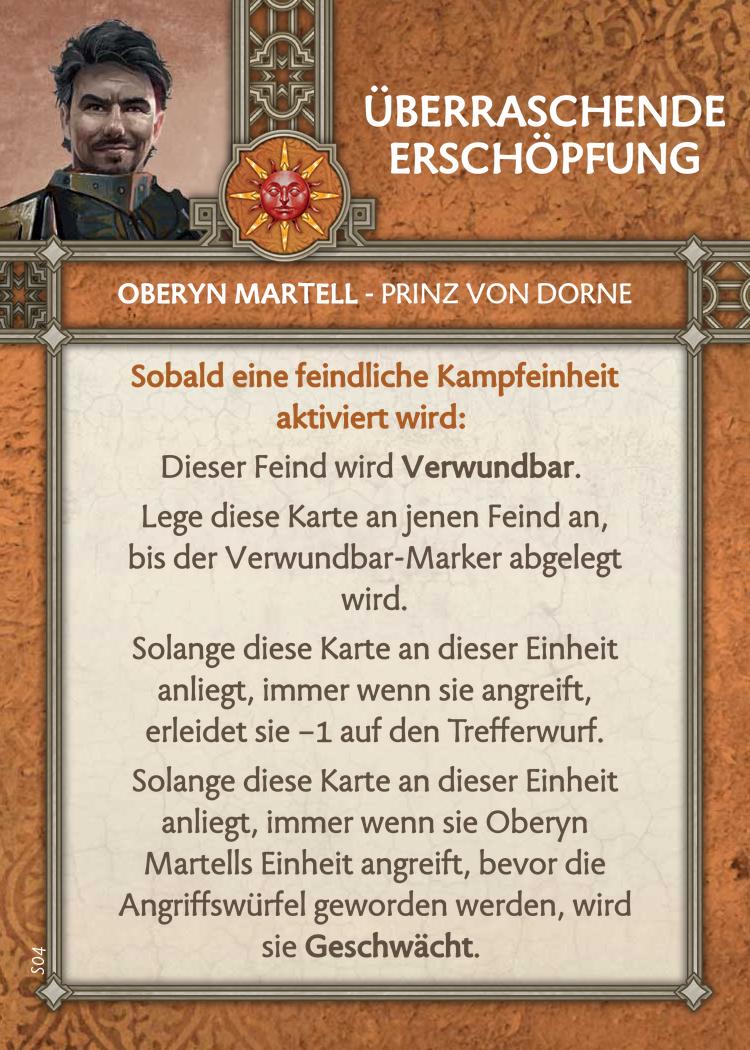 ÜBERRASCHENDE
ERSCHÖPFUNG
OBERYN MARTELL - PRINZ VON DORNE
Sobald eine feindliche Kampfeinheit
aktiviert wird:
Dieser Feind wird Verwundbar.
Lege diese Karte an jenen Feind an,
bis der Verwundbar-Marker abgelegt
wird.
Solange diese Karte an dieser Einheit
anliegt, immer wenn sie angreift,
erleidet sie −1 auf den Trefferwurf.
Solange diese Karte an dieser Einheit
anliegt, immer wenn sie Oberyn
Martells Einheit angreift, bevor die
Angriffswürfel geworden werden, wird
sie Geschwächt.
S04